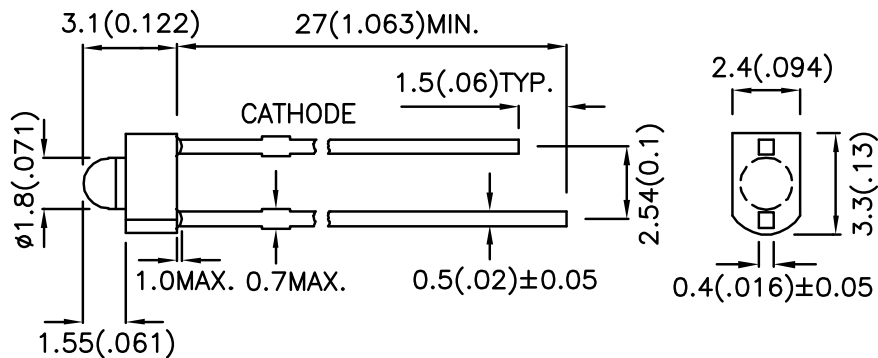 3.1(0.122)
27(1.063)MIN.
1.5(.06)TYP.
2.4(.094)
CATHODE
ø1.8(.071)
2.54(0.1)
3.3(.13)
1.0MAX.
0.7MAX.
0.5(.02)±0.05
0.4(.016)±0.05
1.55(.061)